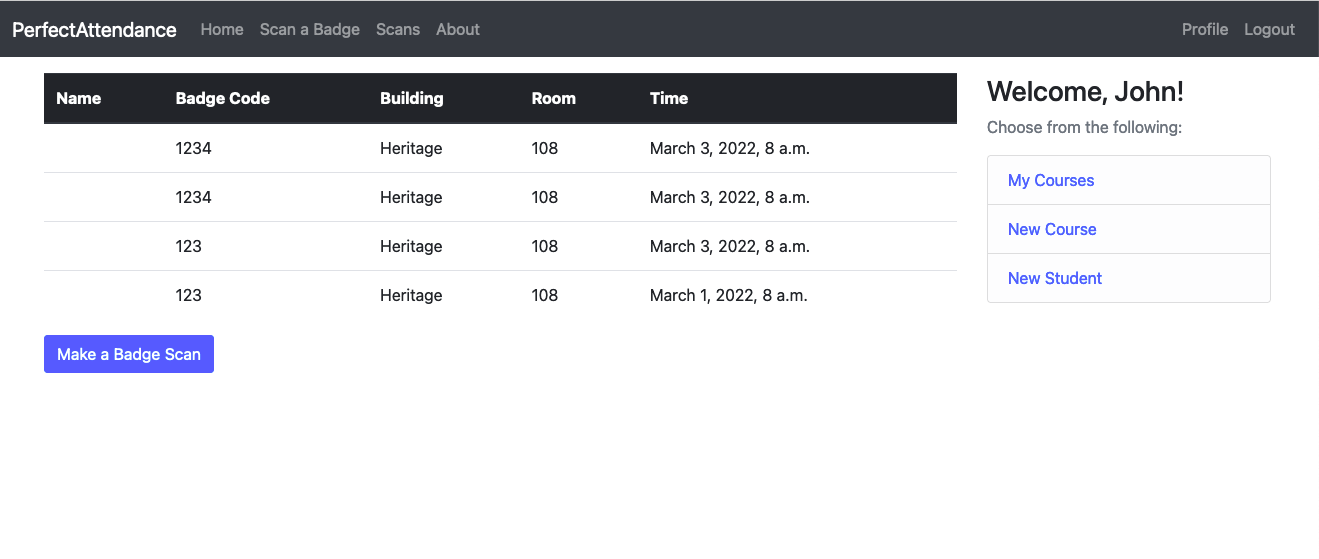 PerfectAttendance Home Scan a Badge Scans About Profile Logout
Name Badge Code Building Room Time
1234 Heritage 108 March 3, 2022, 8 a.m.
1234 Heritage 108 March 3, 2022, 8 a.m.
123 Heritage 108 March 3, 2022, 8 a.m.
123 Heritage 108 March 1, 2022, 8 a.m.
Make a Badge Scan
Welcome, John!
Choose from the following:
My Courses
New Course
New Student